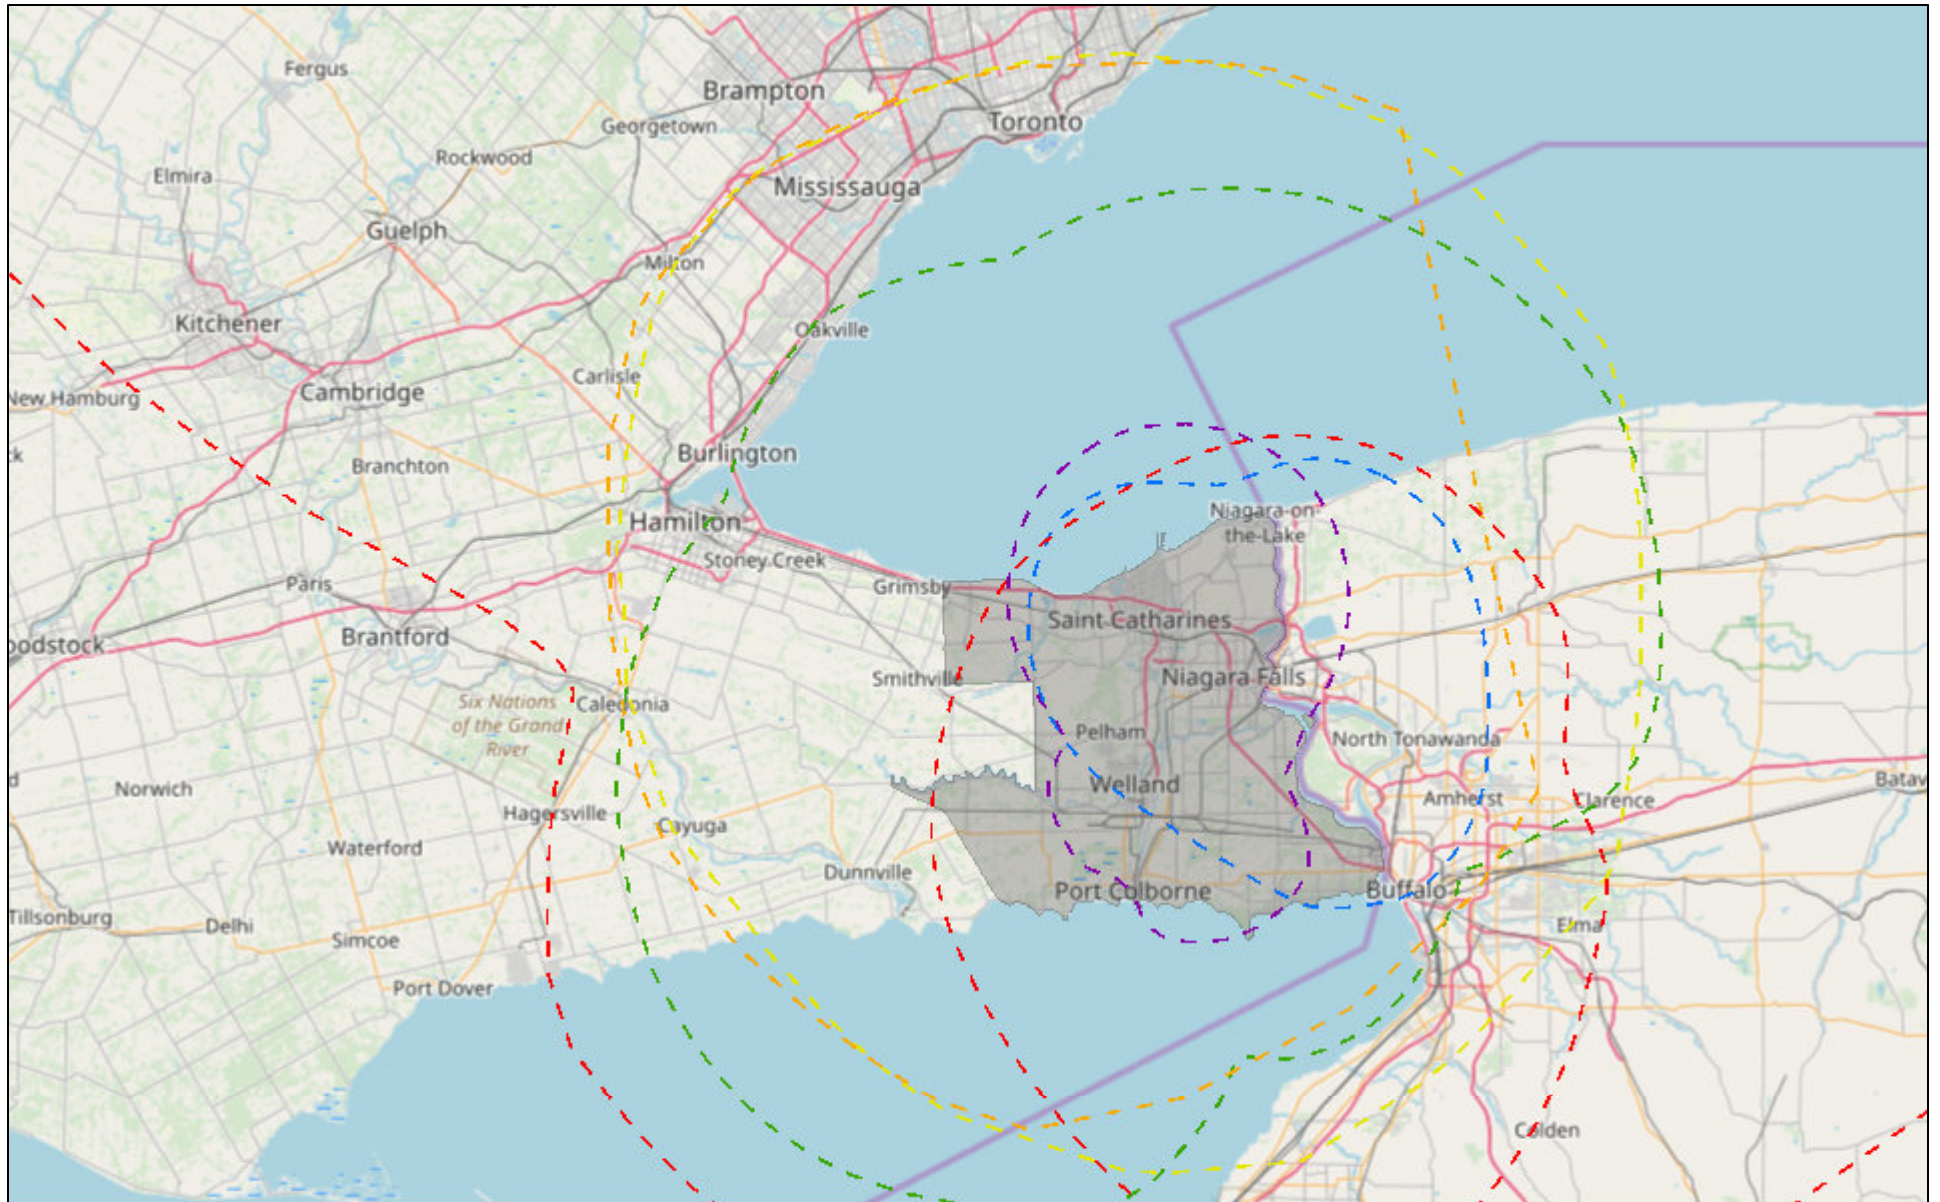 Fergus
Brampton
Georgetown
Toronto
Rockwood
Elmira
Mississauga
Guelph
Milton
Kitchener
Oakville
Carlisle
New Hamburg
Cambridge
Burlington
ck
Branchton
Niagara-on-
the-Lake
Hamilton
Stoney Creek
Paris
Grimsby
Saint Catharines
Brantford
oodstock
Smithville
Niagara Falls
Six Nations
of the Grand
River
Caledonia
Pelham
North Tonawanda
d
Norwich
Welland
Batav
Hagersville
Amherst
Clarence
Cayuga
Waterford
Dunnville
Port Colborne
Buffalo
Tillsonburg
Delhi
Simcoe
Elma
Port Dover
Colden